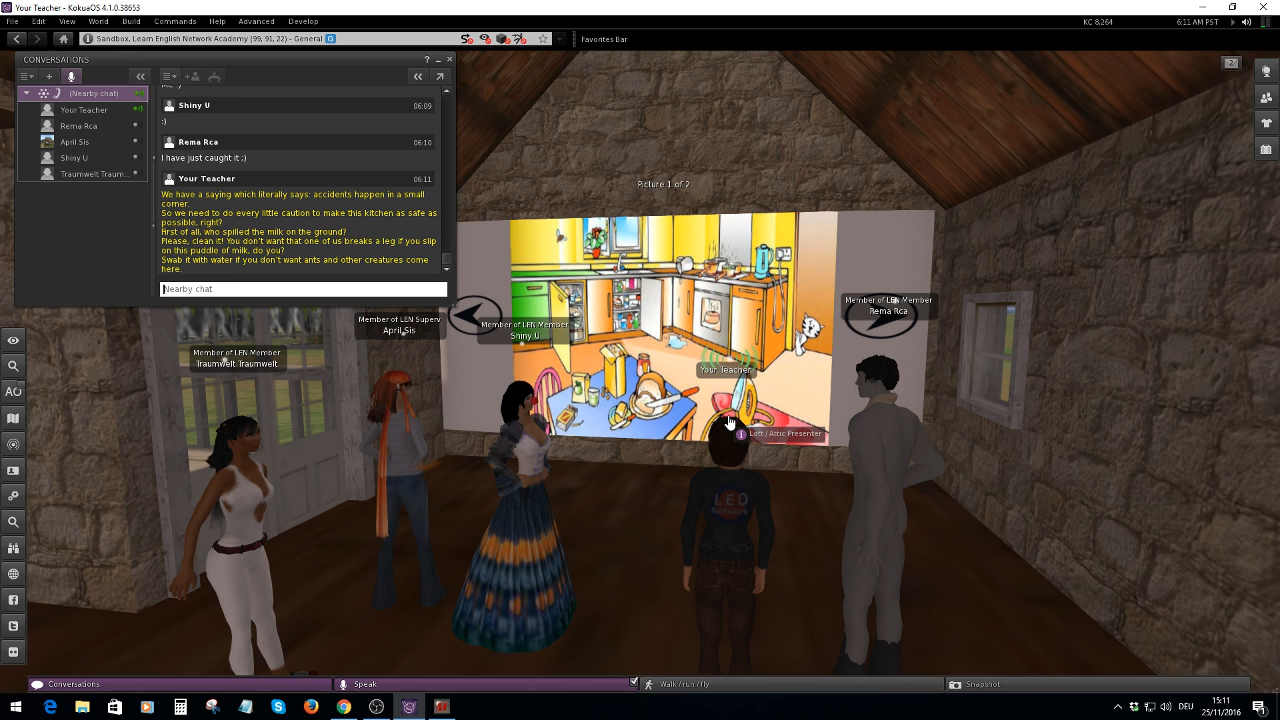 Your Teacher - KokuaOS 4.1.0.38653
File Edit View World Build Commands Help Advanced Develop
KC 8,264 6:11 AM PST
Sandbox, Learn English Network Academy (99, 91, 22) - General G
Favorites Bar
CONVERSATIONS
(Nearby chat)
Your Teacher
Rema Rca
April Sis
Shiny U
Traumwelt Traum...
Shiny U 06:09
:)
Rema Rca 06:10
I have just caught it ;)
Your Teacher 06:11
We have a saying which literally says: accidents happen in a small
corner.
So we need to do every little caution to make this kitchen as safe as
possible, right?
First of all, who spilled the milk on the ground?
Please, clean it! You don't want that one of us breaks a leg if you slip
on this puddle of milk, do you?
Swab it with water if you don't want ants and other creatures come
here.
Nearby chat
Picture 1 of 2
Member of LEN Member
Rema Rca
Member of LEN Superv
April Sis
Member of LEN Member
Shiny U
Member of LEN Member
Traumwelt Traumwelt
Your Teacher
Loft / Attic Presenter
LEO
Network
Conversations
Speak
Walk / run / fly
Snapshot
DEU
15:11
25/11/2016